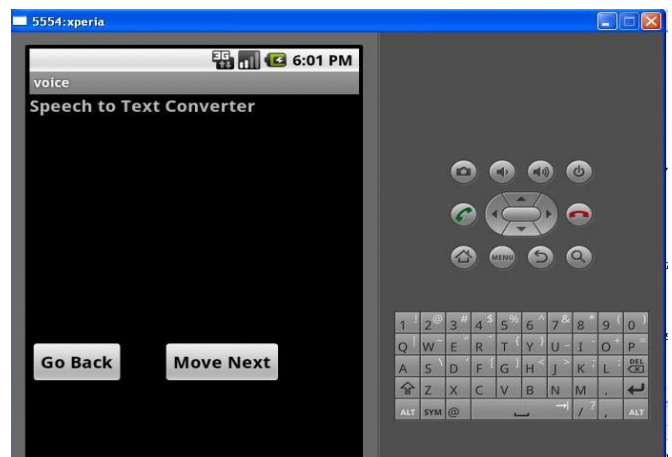 5554:xperia
3G 6:01 PM
voice
Speech to Text Converter
Go Back
Move Next
MENU
1 ! 2 @ 3 # 4 $ 5 % 6 ^ 7 & 8 * 9 ( 0 )
Q W E R T Y U I O P
A S D F G H J K L DEL
Z X C V B N M .
ALT SYM @ / ? , ALT